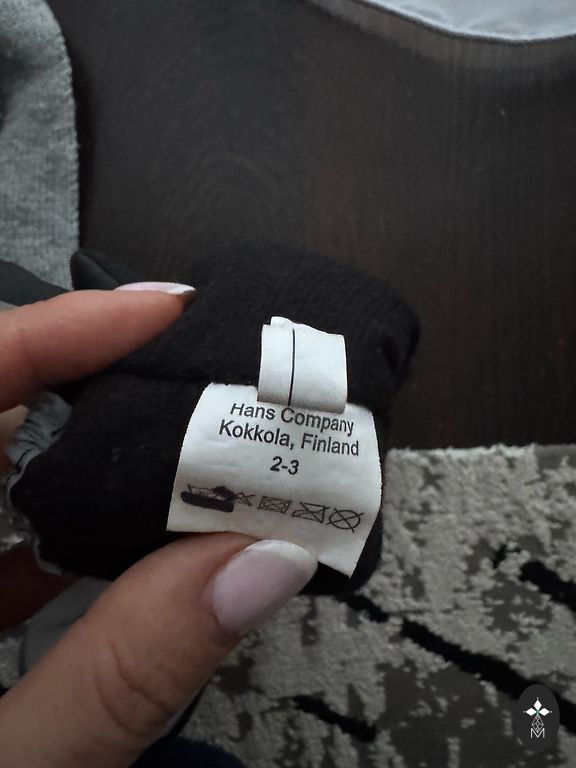 Hans Company
Kokkola, Finland
2-3